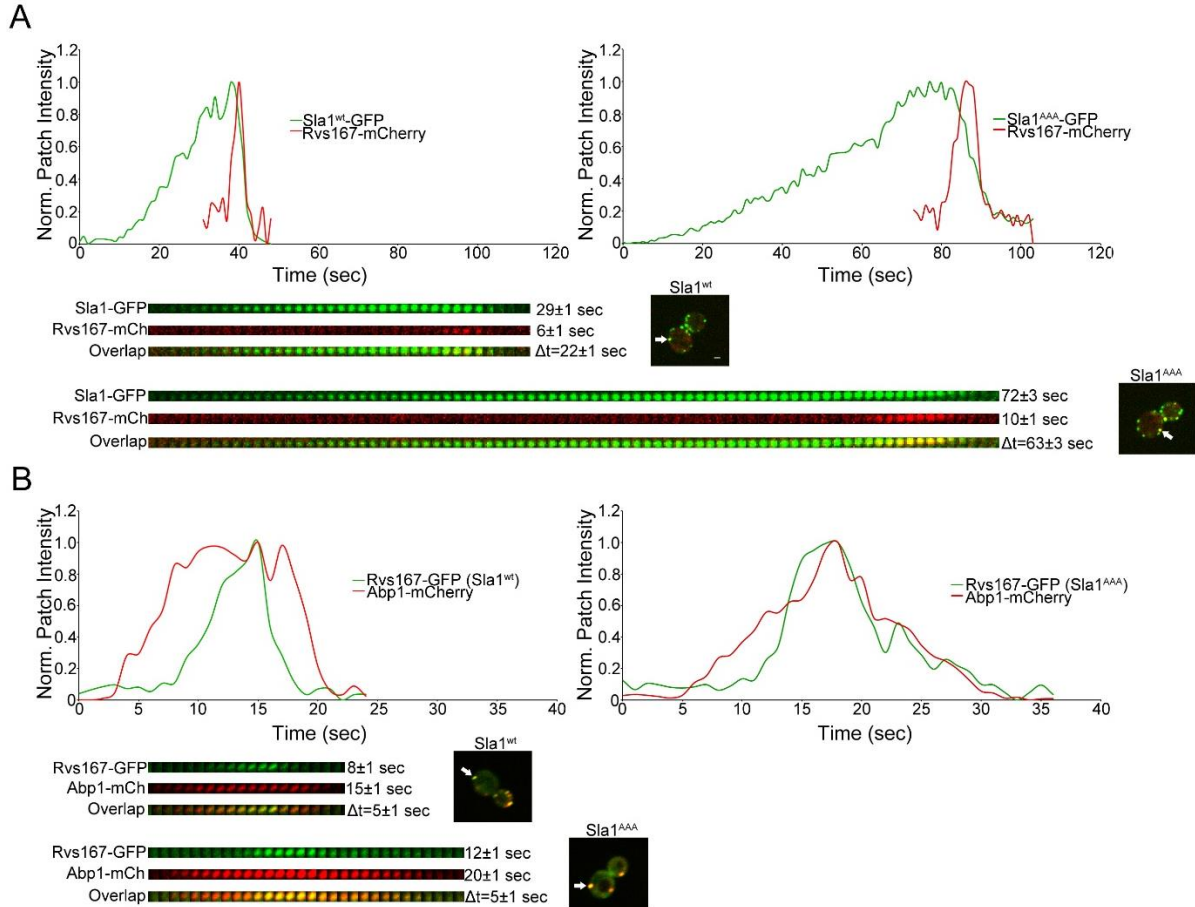 A
1.2
1.0
0.8
0.6
0.4
0.2
0
Norm. Patch Intensity
0 20 40 60 80 100 120
Time (sec)
Sla1wt-GFP
Rvs167-mCherry
1.2
1.0
0.8
0.6
0.4
0.2
0
Norm. Patch Intensity
0 20 40 60 80 100 120
Time (sec)
Sla1AAA-GFP
Rvs167-mCherry
Sla1-GFP 29±1 sec
Rvs167-mCh 6±1 sec
Overlap Δt=22±1 sec
Sla1wt
Sla1-GFP 72±3 sec
Rvs167-mCh 10±1 sec
Overlap Δt=63±3 sec
Sla1AAA
B
1.2
1.0
0.8
0.6
0.4
0.2
0
Norm. Patch Intensity
0 5 10 15 20 25 30 35 40
Time (sec)
Rvs167-GFP (Sla1wt)
Abp1-mCherry
1.2
1.0
0.8
0.6
0.4
0.2
0
Norm. Patch Intensity
0 5 10 15 20 25 30 35 40
Time (sec)
Rvs167-GFP (Sla1AAA)
Abp1-mCherry
Rvs167-GFP 8±1 sec
Abp1-mCh 15±1 sec
Overlap Δt=5±1 sec
Sla1wt
Rvs167-GFP 12±1 sec
Abp1-mCh 20±1 sec
Overlap Δt=5±1 sec
Sla1AAA